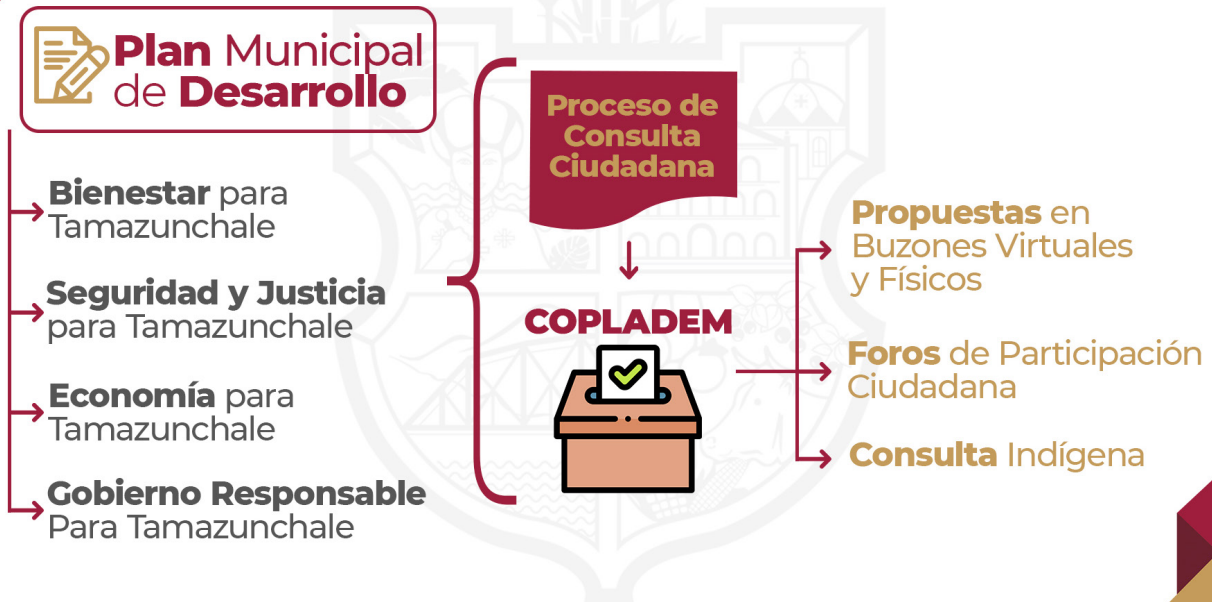 Plan Municipal
de Desarrollo
Bienestar para
Tamazunchale
Seguridad y Justicia
para Tamazunchale
Economía para
Tamazunchale
Gobierno Responsable
Para Tamazunchale
Proceso de
Consulta
Ciudadana
COPLADEM
Propuestas en
Buzones Virtuales
y Físicos
Foros de Participación
Ciudadana
Consulta Indígena